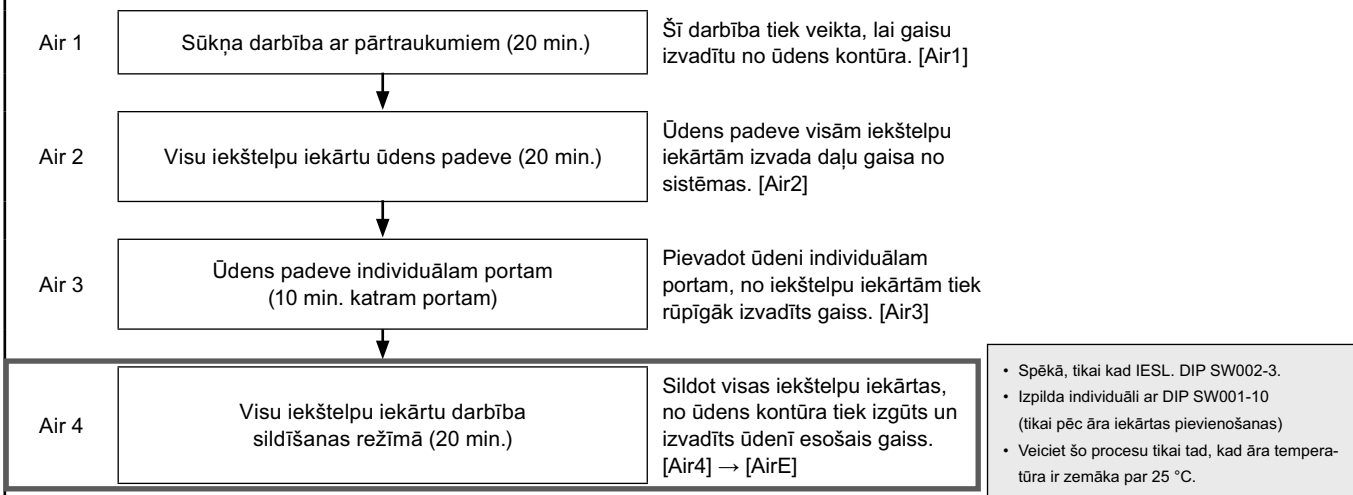 Air 1
Sūkņa darbība ar pārtraukumiem (20 min.)
Šī darbība tiek veikta, lai gaisu
izvadītu no ūdens kontūra. [Air1]
Air 2
Visu iekštelpu iekārtu ūdens padeve (20 min.)
Ūdens padeve visām iekštelpu
iekārtām izvada daļu gaisa no
sistēmas. [Air2]
Air 3
Ūdens padeve individuālam portam
(10 min. katram portam)
Pievadot ūdeni individuālam
portam, no iekštelpu iekārtām tiek
rūpīgāk izvadīts gaiss. [Air3]
Air 4
Visu iekštelpu iekārtu darbība
sildīšanas režīmā (20 min.)
Sildot visas iekštelpu iekārtas,
no ūdens kontūra tiek izgūts un
izvadīts ūdenī esošais gaiss.
[Air4] → [AirE]
• Spēkā, tikai kad IESL. DIP SW002-3.
• Izpilda individuāli ar DIP SW001-10
(tikai pēc āra iekārtas pievienošanas)
• Veiciet šo procesu tikai tad, kad āra tempera-
tūra ir zemāka par 25 °C.